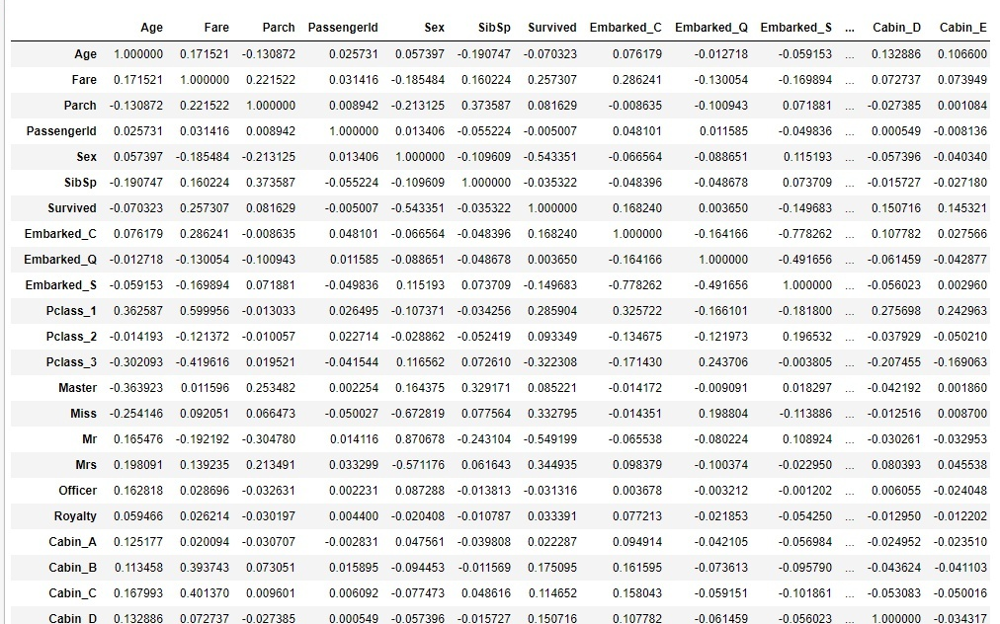 Age Fare Parch PassengerId Sex SibSp Survived Embarked_C Embarked_Q Embarked_S ... Cabin_D Cabin_E
Age 1.000000 0.171521 -0.130872 0.025731 0.057397 -0.190747 -0.070323 0.076179 -0.012718 -0.059153 ... 0.132886 0.106600
Fare 0.171521 1.000000 0.221522 0.031416 -0.185484 0.160224 0.257307 0.286241 -0.130054 -0.169894 ... 0.072737 0.073949
Parch -0.130872 0.221522 1.000000 0.008942 -0.213125 0.373587 0.081629 -0.008635 -0.100943 0.071881 ... -0.027385 0.001084
PassengerId 0.025731 0.031416 0.008942 1.000000 0.013406 -0.055224 -0.005007 0.048101 0.011585 -0.049836 ... 0.000549 -0.008136
Sex 0.057397 -0.185484 -0.213125 0.013406 1.000000 -0.109609 -0.543351 -0.066564 -0.088651 0.115193 ... -0.057396 -0.040340
SibSp -0.190747 0.160224 0.373587 -0.055224 -0.109609 1.000000 -0.035322 -0.048396 -0.048678 0.073709 ... -0.015727 -0.027180
Survived -0.070323 0.257307 0.081629 -0.005007 -0.543351 -0.035322 1.000000 0.168240 0.003650 -0.149683 ... 0.150716 0.145321
Embarked_C 0.076179 0.286241 -0.008635 0.048101 -0.066564 -0.048396 0.168240 1.000000 -0.164166 -0.778262 ... 0.107782 0.027566
Embarked_Q -0.012718 -0.130054 -0.100943 0.011585 -0.088651 -0.048678 0.003650 -0.164166 1.000000 -0.491656 ... -0.061459 -0.042877
Embarked_S -0.059153 -0.169894 0.071881 -0.049836 0.115193 0.073709 -0.149683 -0.778262 -0.491656 1.000000 ... -0.056023 0.002960
Pclass_1 0.362587 0.599956 -0.013033 0.026495 -0.107371 -0.034256 0.285904 0.325722 -0.166101 -0.181800 ... 0.275698 0.242963
Pclass_2 -0.014193 -0.121372 -0.010057 0.022714 -0.028862 -0.052419 0.093349 -0.134675 -0.121973 0.196532 ... -0.037929 -0.050210
Pclass_3 -0.302093 -0.419616 0.019521 -0.041544 0.116562 0.072610 -0.322308 -0.171430 0.243706 -0.003805 ... -0.207455 -0.169063
Master -0.363923 0.011596 0.253482 0.002254 0.164375 0.329171 0.085221 -0.014172 -0.009091 0.018297 ... -0.042192 0.001860
Miss -0.254146 0.092051 0.066473 -0.050027 -0.672819 0.077564 0.332795 -0.014351 0.198804 -0.113886 ... -0.012516 0.008700
Mr 0.165476 -0.192192 -0.304780 0.014116 0.870678 -0.243104 -0.549199 -0.065538 -0.080224 0.108924 ... -0.030261 -0.032953
Mrs 0.198091 0.139235 0.213491 0.033299 -0.571176 0.061643 0.344935 0.098379 -0.100374 -0.022950 ... 0.080393 0.045538
Officer 0.162818 0.028696 -0.032631 0.002231 0.087288 -0.013813 -0.031316 0.003678 -0.003212 -0.001202 ... 0.006055 -0.024048
Royalty 0.059466 0.026214 -0.030197 0.004400 -0.020408 -0.010787 0.033391 0.077213 -0.021853 -0.054250 ... -0.012950 -0.012202
Cabin_A 0.125177 0.020094 -0.030707 -0.002831 0.047561 -0.039808 0.022287 0.094914 -0.042105 -0.056984 ... -0.024952 -0.023510
Cabin_B 0.113458 0.393743 0.073051 0.015895 -0.094453 -0.011569 0.175095 0.161595 -0.073613 -0.095790 ... -0.043624 -0.041103
Cabin_C 0.167993 0.401370 0.009601 0.006092 -0.077473 0.048616 0.114652 0.158043 -0.059151 -0.101861 ... -0.053083 -0.050016
Cabin_D 0.132886 0.072737 -0.027385 0.000549 -0.057396 -0.015727 0.150716 0.107782 -0.061459 -0.056023 ... 1.000000 -0.034317